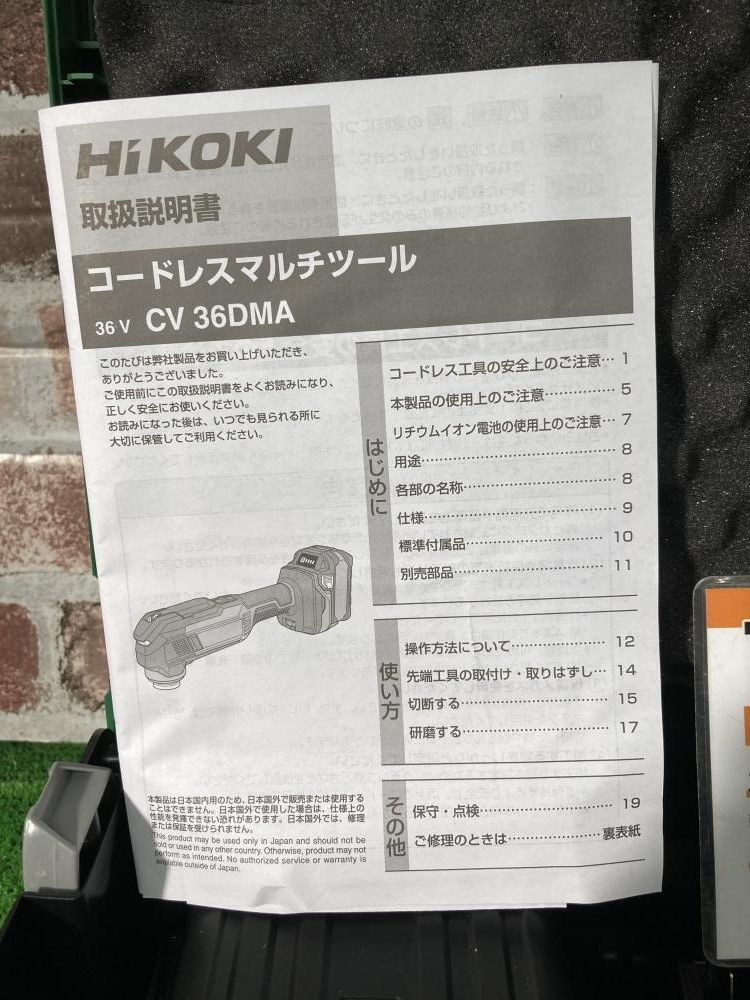 HiKOKI
取扱説明書
コードレスマルチツール
36 V CV 36DMA
このたびは弊社製品をお買い上げいただき、
ありがとうございました。
ご使用前にこの取扱説明書をよくお読みになり、
正しく安全にお使いください。
お読みになった後は、いつでも見られる所に
大切に保管してご利用ください。
はじめに
コードレス工具の安全上のご注意… 1
本製品の使用上のご注意…………… 5
リチウムイオン電池の使用上のご注意… 7
用途…………………………………… 8
各部の名称…………………………… 8
仕様…………………………………… 9
標準付属品…………………………… 10
別売部品……………………………… 11
使い方
操作方法について…………………… 12
先端工具の取付け・取りはずし… 14
切断する……………………………… 15
研磨する……………………………… 17
その他
保守・点検…………………………… 19
ご修理のときは……………… 裏表紙
本製品は日本国内用のため、日本国外で販売または使用する
ことはできません。日本国外で使用した場合は、仕様上の
性能を発揮できない恐れがあります。日本国外では、修理
または保証を受けられません。
This product may be used only in Japan and should not be
sold or used in any other country. Otherwise, product may not
perform as intended. No authorized service or warranty is
available outside of Japan.